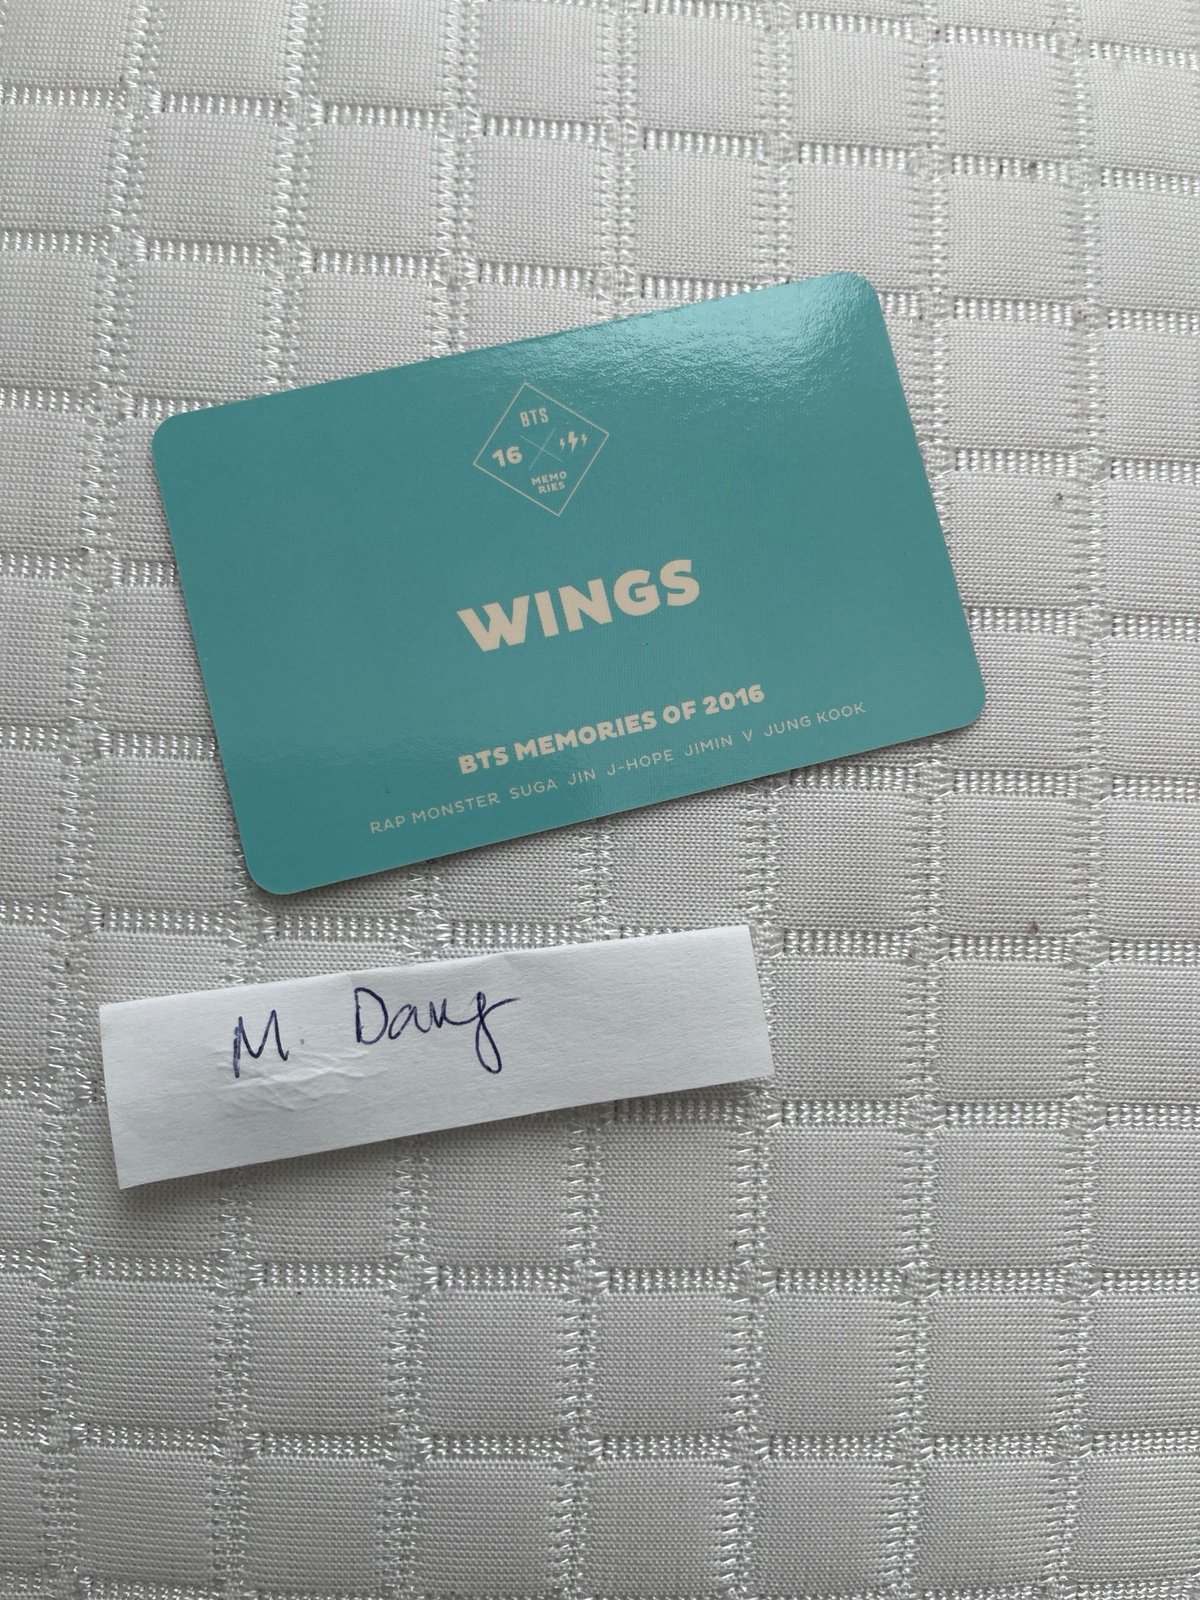 BTS
16
MEMO
RIES
WINGS
BTS MEMORIES OF 2016
RAP MONSTER SUGA JIN J-HOPE JIMIN V JUNG KOOK
M. Dang